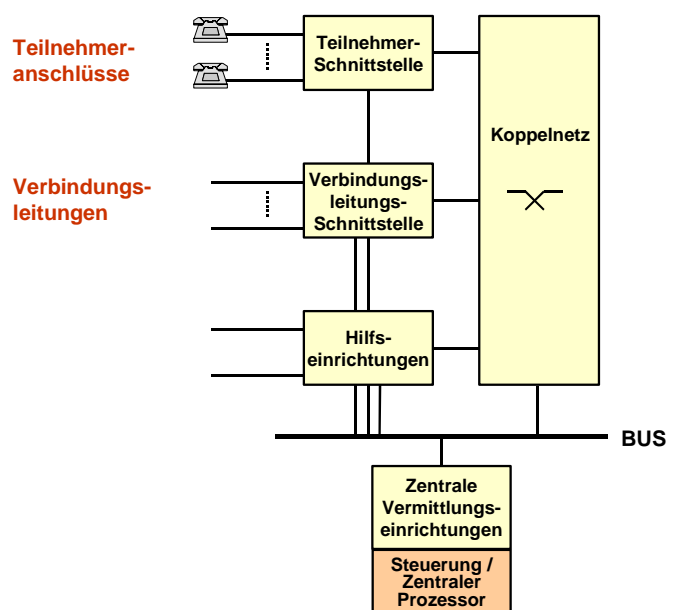 Teilnehmer-
anschlüsse
Teilnehmer-
Schnittstelle
Koppelnetz
Verbindungs-
leitungen
Verbindungs-
leitungs-
Schnittstelle
Hilfs-
einrichtungen
BUS
Zentrale
Vermittlungs-
einrichtungen
Steuerung /
Zentraler
Prozessor